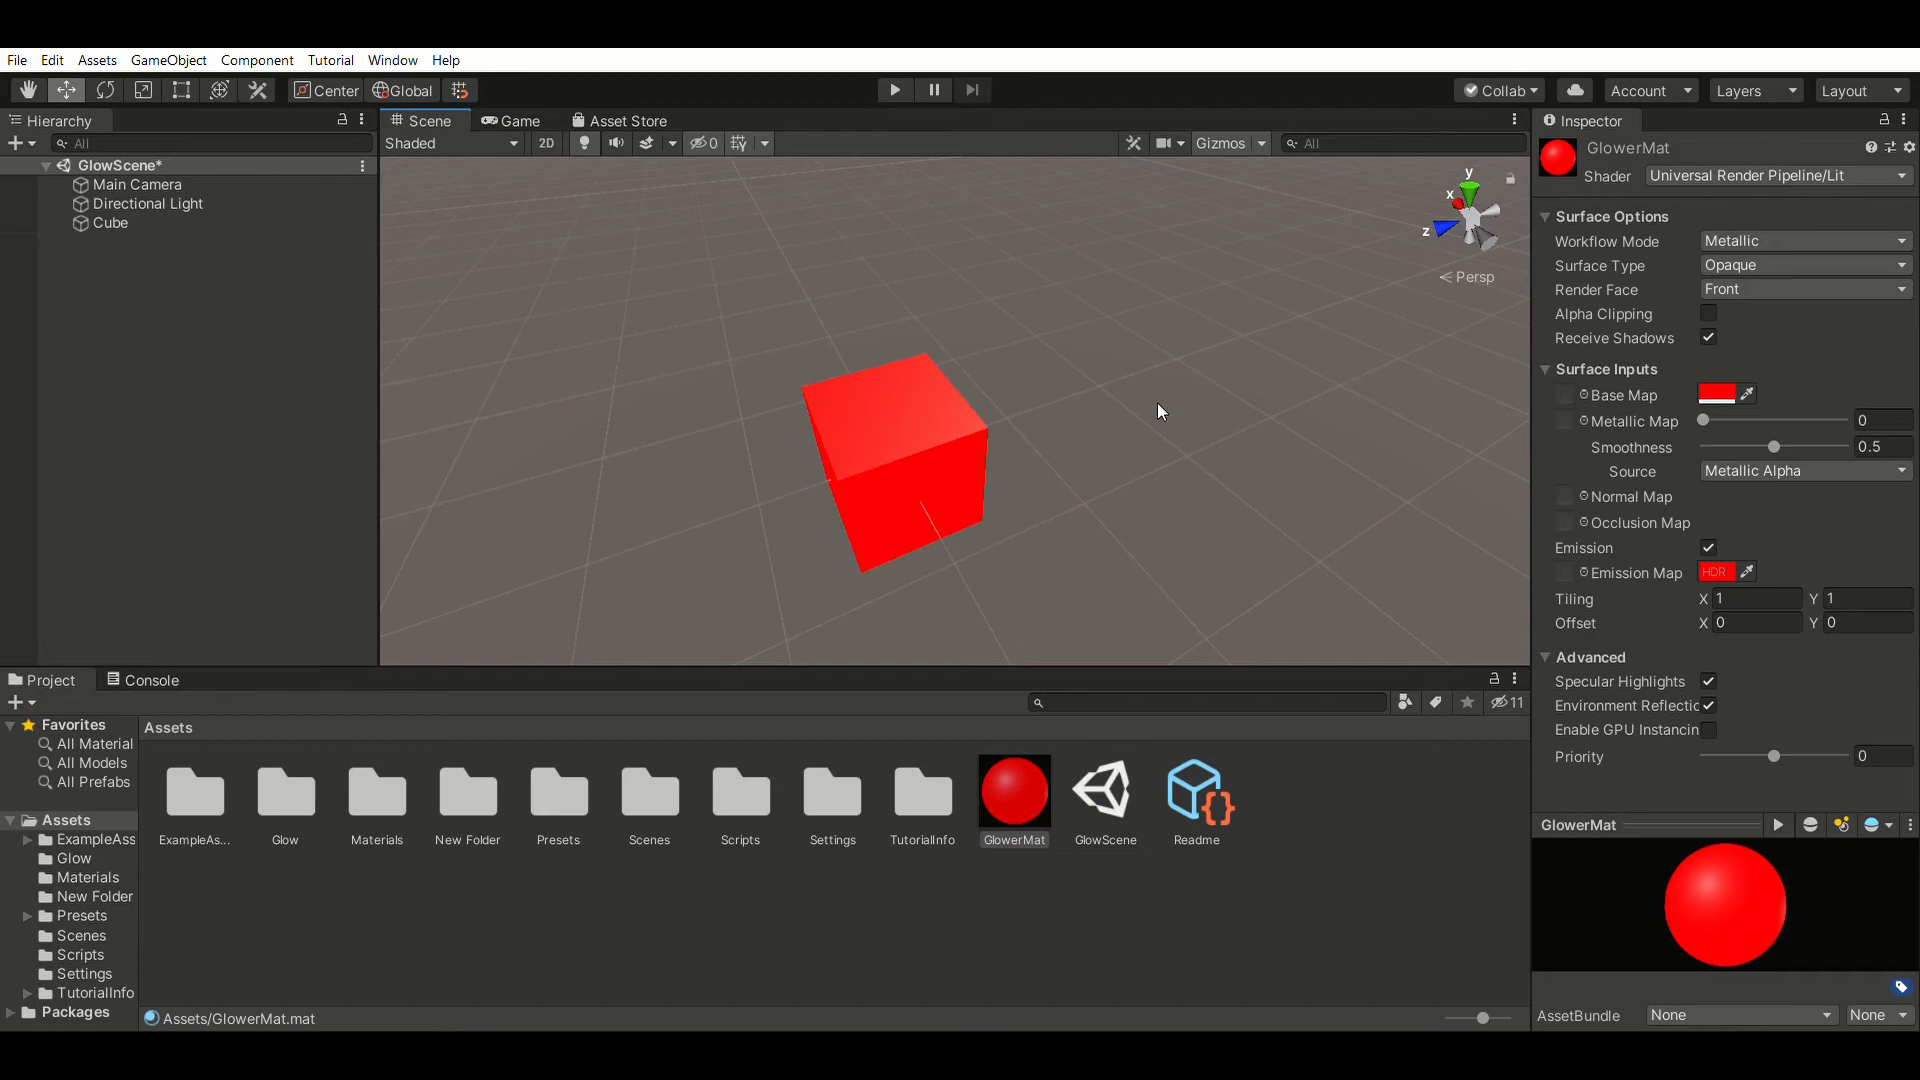 File Edit Assets GameObject Component Tutorial Window Help
Center Global Collab Account Layers Layout
Hierarchy
All
GlowScene*
Main Camera
Directional Light
Cube
Scene Game Asset Store
Shaded 2D 0 Gizmos All
y
x
z
Persp
Inspector
GlowerMat
Shader Universal Render Pipeline/Lit
Surface Options
Workflow Mode Metallic
Surface Type Opaque
Render Face Front
Alpha Clipping
Receive Shadows
Surface Inputs
Base Map
Metallic Map 0
Smoothness 0.5
Source Metallic Alpha
Normal Map
Occlusion Map
Emission
Emission Map HDR
Tiling X 1 Y 1
Offset X 0 Y 0
Advanced
Specular Highlights
Environment Reflectic
Enable GPU Instancin
Priority 0
GlowerMat
AssetBundle None None
Project Console
11
Favorites
All Material
All Models
All Prefabs
Assets
ExampleAss
Glow
Materials
New Folder
Presets
Scenes
Scripts
Settings
TutorialInfo
Packages
Assets
ExampleAs... Glow Materials New Folder Presets Scenes Scripts Settings TutorialInfo GlowerMat GlowScene Readme
Assets/GlowerMat.mat